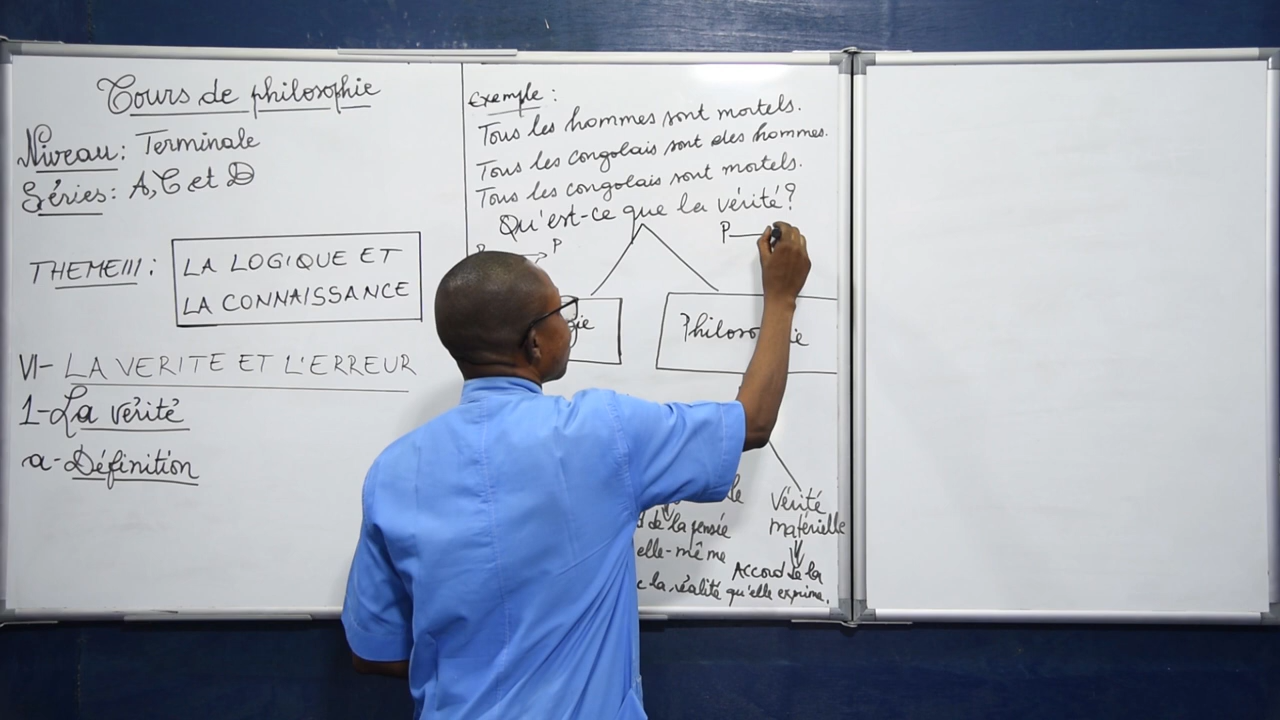 Cours de philosophie
Niveau : Terminale
Séries : A, C et D
THEME III :
LA LOGIQUE ET
LA CONNAISSANCE
VI- LA VERITE ET L'ERREUR
1- La vérité
a- Définition
Exemple :
Tous les hommes sont mortels.
Tous les congolais sont des hommes.
Tous les congolais sont mortels.
Qu'est-ce que la vérité ?
P
P
Vérité
matérielle
de la pensée
elle-même
Accord de la
la réalité qu'elle exprime.